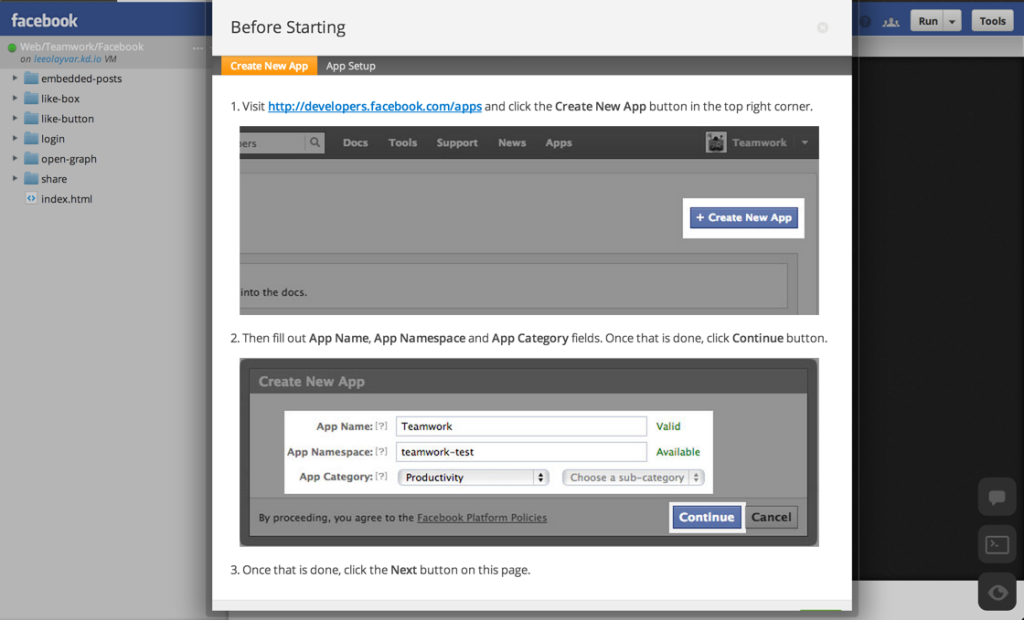 facebook
Web/Teamwork/Facebook
on leeolayvar.kd.io VM
embedded-posts
like-box
like-button
login
open-graph
share
index.html
Run
Tools
Before Starting
Create New App
App Setup
1. Visit http://developers.facebook.com/apps and click the Create New App button in the top right corner.
pers
Docs
Tools
Support
News
Apps
Teamwork
+ Create New App
into the docs.
2. Then fill out App Name, App Namespace and App Category fields. Once that is done, click Continue button.
Create New App
App Name: [?] Teamwork Valid
App Namespace: [?] teamwork-test Available
App Category: [?] Productivity Choose a sub-category
By proceeding, you agree to the Facebook Platform Policies
Continue
Cancel
3. Once that is done, click the Next button on this page.